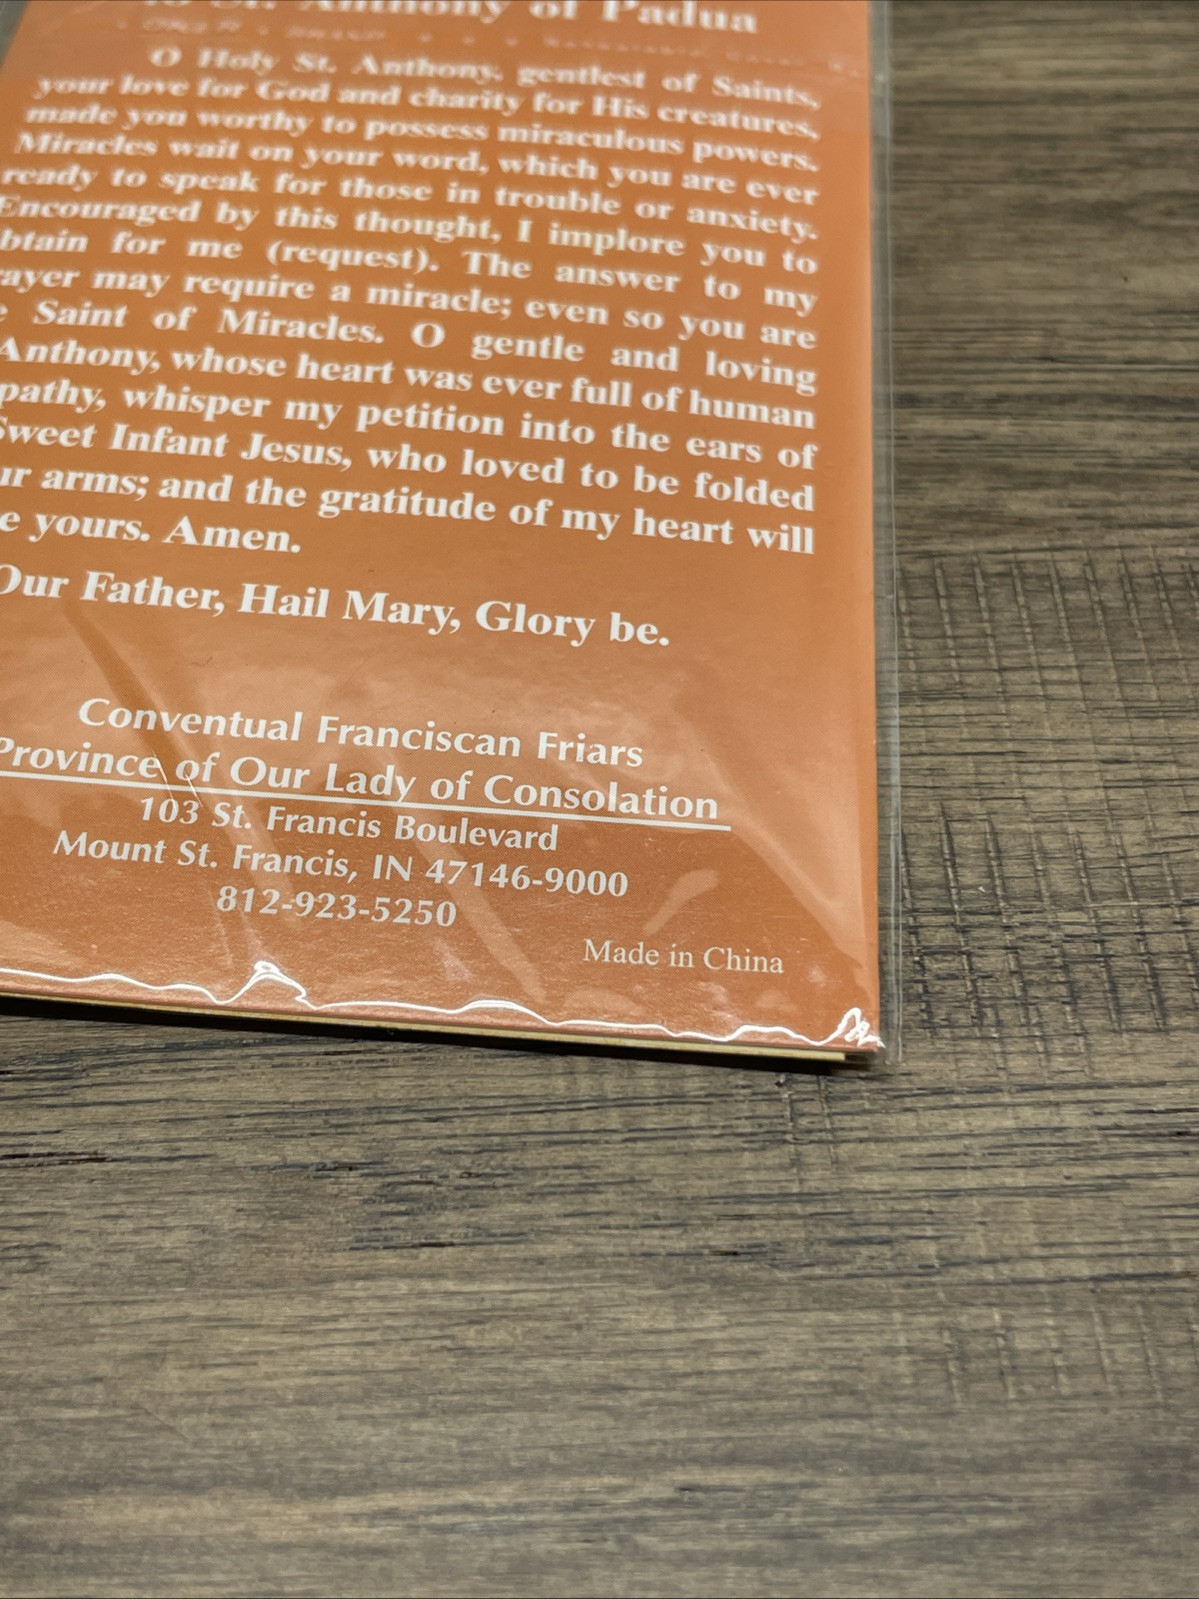 to St. Anthony of Padua
O Holy St. Anthony, gentlest of Saints,
your love for God and charity for His creatures,
made you worthy to possess miraculous powers.
Miracles wait on your word, which you are ever
ready to speak for those in trouble or anxiety.
Encouraged by this thought, I implore you to
btain for me (request). The answer to my
rayer may require a miracle; even so you are
e Saint of Miracles. O gentle and loving
Anthony, whose heart was ever full of human
pathy, whisper my petition into the ears of
Sweet Infant Jesus, who loved to be folded
ur arms; and the gratitude of my heart will
e yours. Amen.
Our Father, Hail Mary, Glory be.
Conventual Franciscan Friars
Province of Our Lady of Consolation
103 St. Francis Boulevard
Mount St. Francis, IN 47146-9000
812-923-5250
Made in China